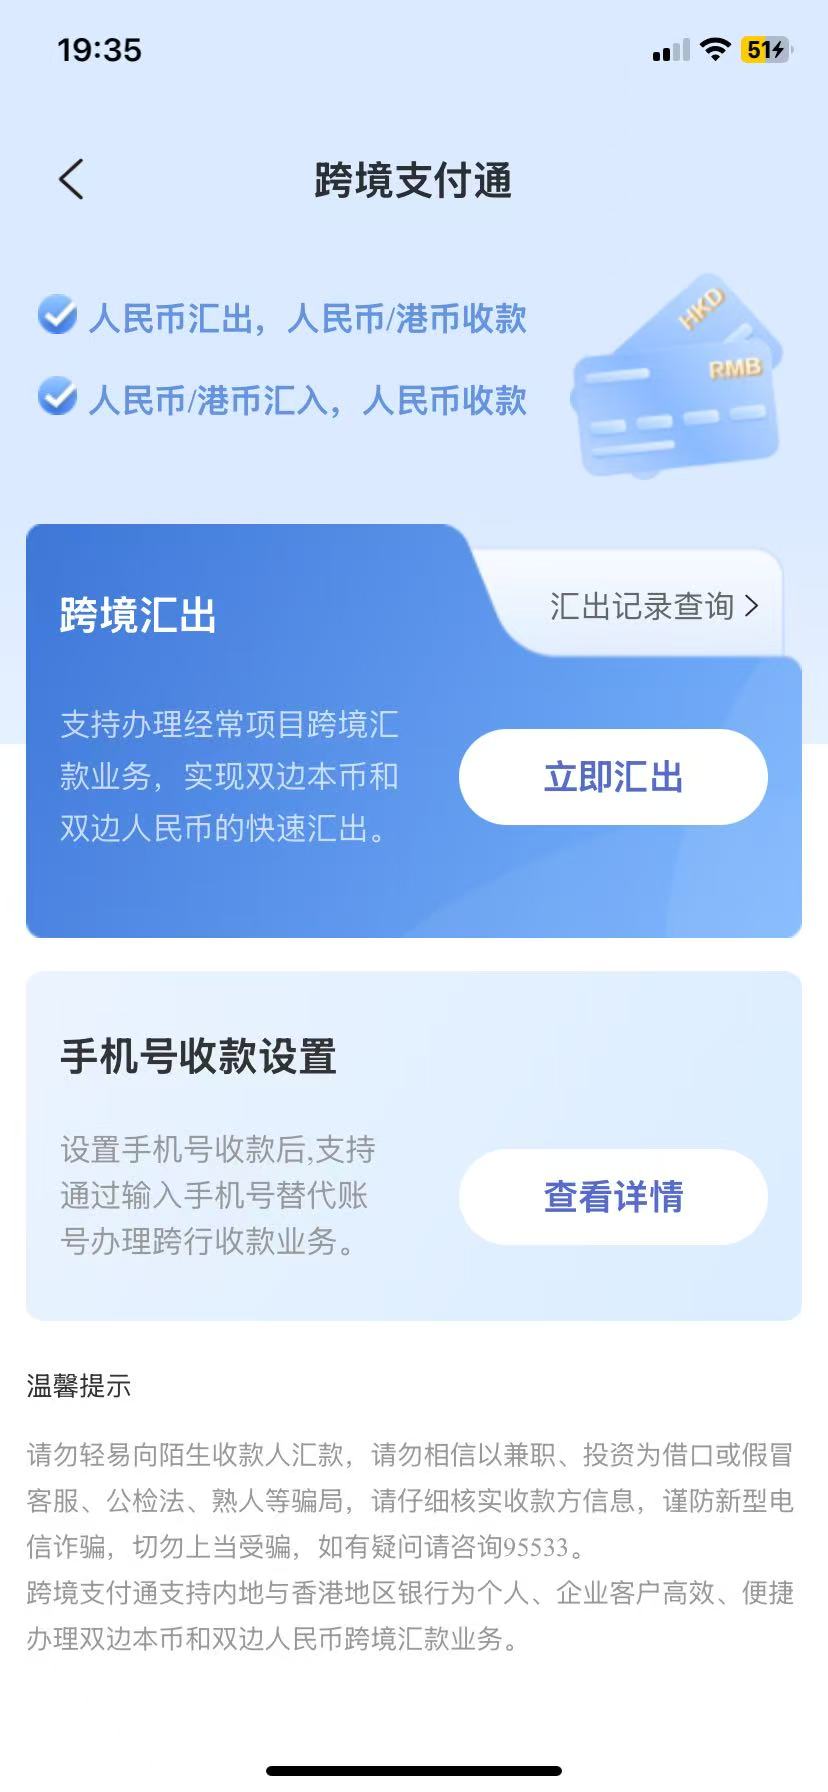 19:35
51
跨境支付通
人民币汇出，人民币/港币收款
人民币/港币汇入，人民币收款
HKD
RMB
跨境汇出
汇出记录查询
支持办理经常项目跨境汇
款业务，实现双边本币和
双边人民币的快速汇出。
立即汇出
手机号收款设置
设置手机号收款后,支持
通过输入手机号替代账
号办理跨行收款业务。
查看详情
温馨提示
请勿轻易向陌生收款人汇款，请勿相信以兼职、投资为借口或假冒
客服、公检法、熟人等骗局，请仔细核实收款方信息，谨防新型电
信诈骗，切勿上当受骗，如有疑问请咨询95533。
跨境支付通支持内地与香港地区银行为个人、企业客户高效、便捷
办理双边本币和双边人民币跨境汇款业务。